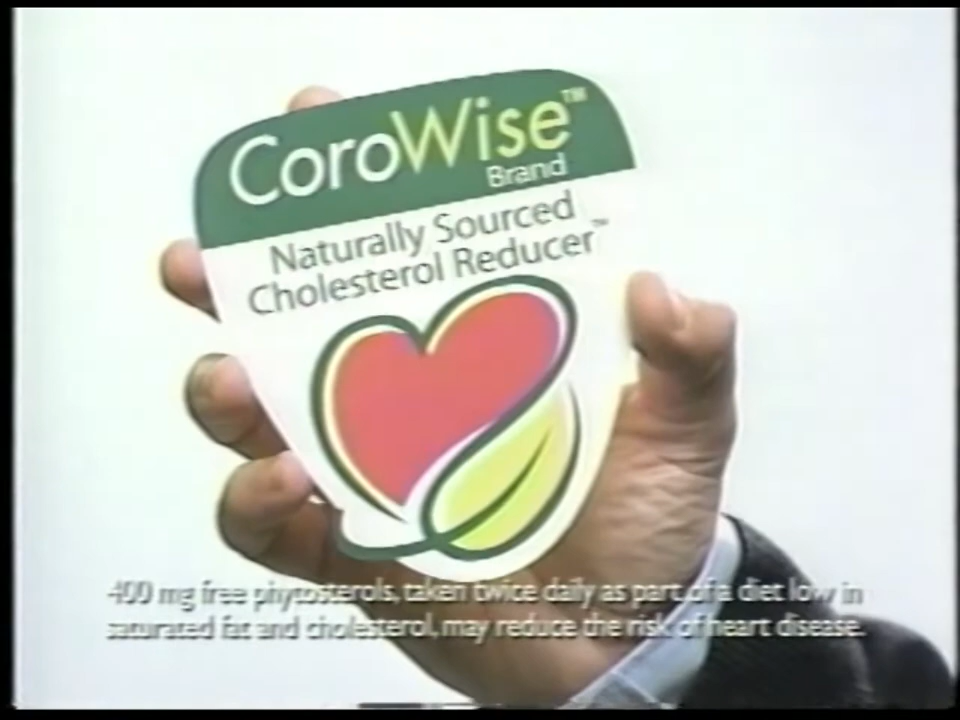 CoroWise™
Brand
Naturally Sourced
Cholesterol Reducer™
400 mg free phytosterols, taken twice daily as part of a diet low in
saturated fat and cholesterol, may reduce the risk of heart disease.